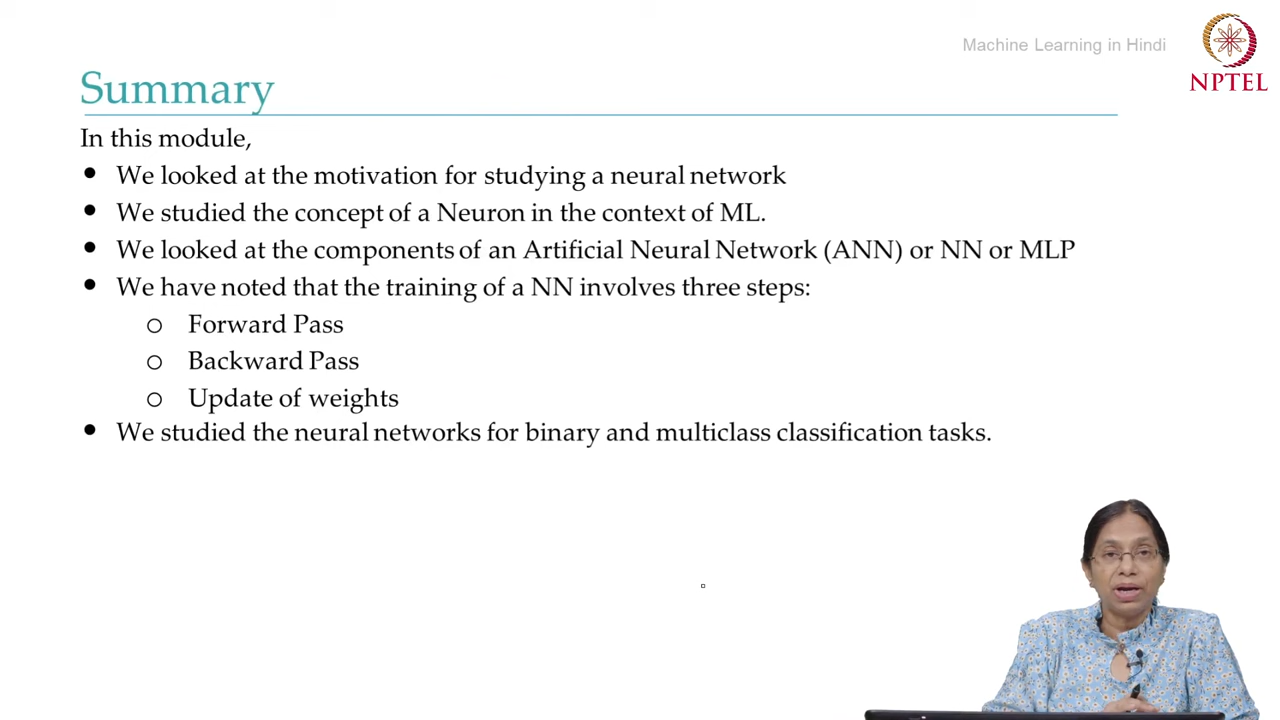 Machine Learning in Hindi
NPTEL
Summary
In this module,
• We looked at the motivation for studying a neural network
• We studied the concept of a Neuron in the context of ML.
• We looked at the components of an Artificial Neural Network (ANN) or NN or MLP
• We have noted that the training of a NN involves three steps:
o Forward Pass
o Backward Pass
o Update of weights
• We studied the neural networks for binary and multiclass classification tasks.